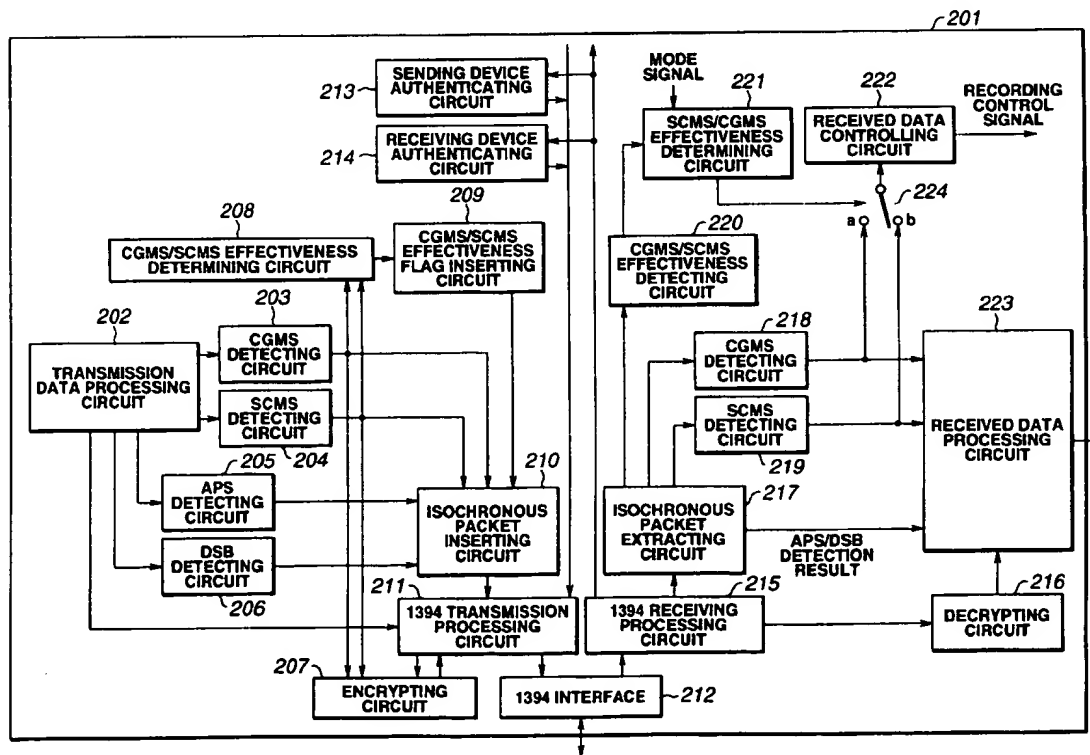 201
SENDING DEVICE
AUTHENTICATING
CIRCUIT
213
RECEIVING DEVICE
AUTHENTICATING
CIRCUIT
214
MODE
SIGNAL
221
SCMS/CGMS
EFFECTIVENESS
DETERMINING CIRCUIT
222
RECEIVED DATA
CONTROLLING
CIRCUIT
RECORDING
CONTROL
SIGNAL
224
a
b
208
CGMS/SCMS EFFECTIVENESS
DETERMINING CIRCUIT
209
CGMS/SCMS
EFFECTIVENESS
FLAG INSERTING
CIRCUIT
220
CGMS/SCMS
EFFECTIVENESS
DETECTING
CIRCUIT
202
TRANSMISSION
DATA PROCESSING
CIRCUIT
203
CGMS
DETECTING
CIRCUIT
SCMS
DETECTING
CIRCUIT
204
205
APS
DETECTING
CIRCUIT
DSB
DETECTING
CIRCUIT
206
210
ISOCHRONOUS
PACKET
INSERTING
CIRCUIT
218
CGMS
DETECTING
CIRCUIT
SCMS
DETECTING
CIRCUIT
219
217
ISOCHRONOUS
PACKET
EXTRACTING
CIRCUIT
APS/DSB
DETECTION
RESULT
223
RECEIVED DATA
PROCESSING
CIRCUIT
211
1394 TRANSMISSION
PROCESSING
CIRCUIT
215
1394 RECEIVING
PROCESSING
CIRCUIT
216
DECRYPTING
CIRCUIT
207
ENCRYPTING
CIRCUIT
1394 INTERFACE
212